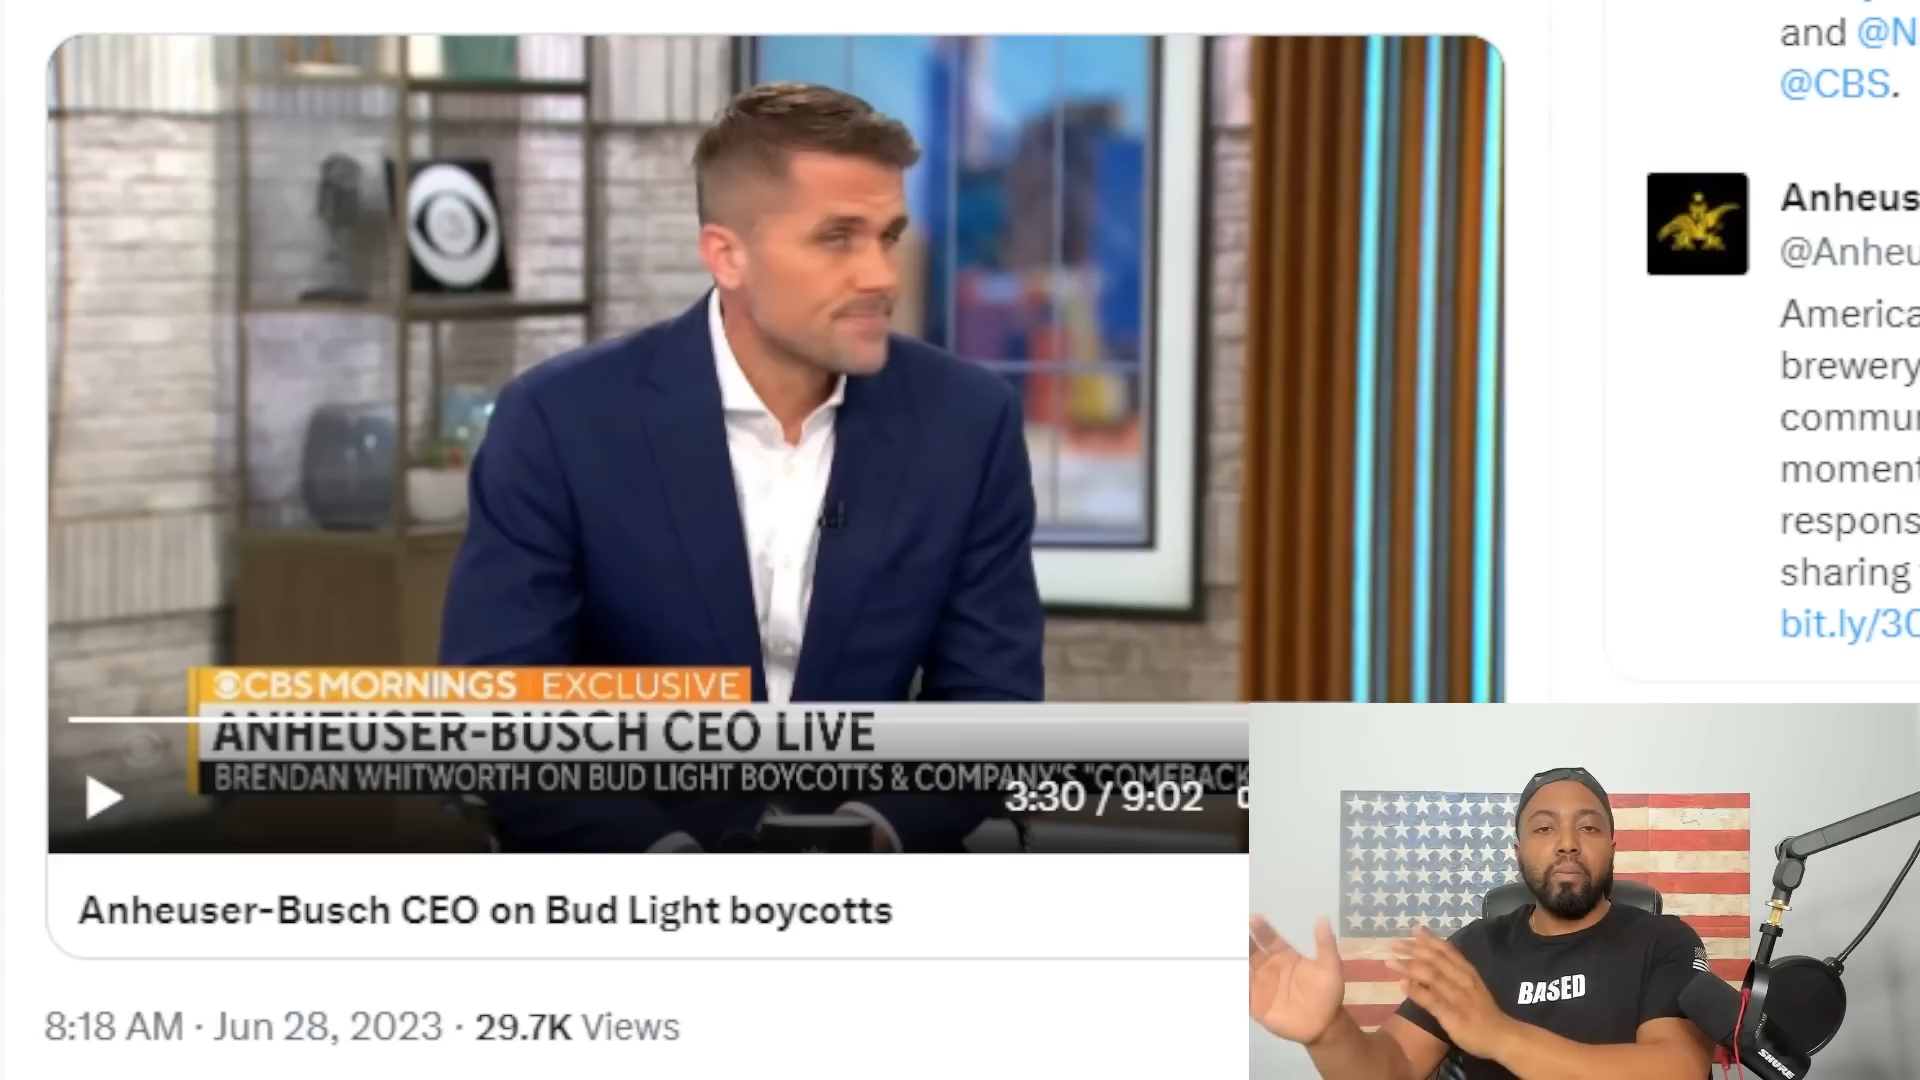 and @N
@CBS.
Anheus
@Anheu
America
brewery
commun
moment
respons
sharing
bit.ly/3
CBS MORNINGS EXCLUSIVE
ANHEUSER-BUSCH CEO LIVE
BRENDAN WHITWORTH ON BUD LIGHT BOYCOTTS & COMPANY'S "COMEBACK
3:30 / 9:02
Anheuser-Busch CEO on Bud Light boycotts
8:18 AM · Jun 28, 2023 · 29.7K Views
BASED
SHURE